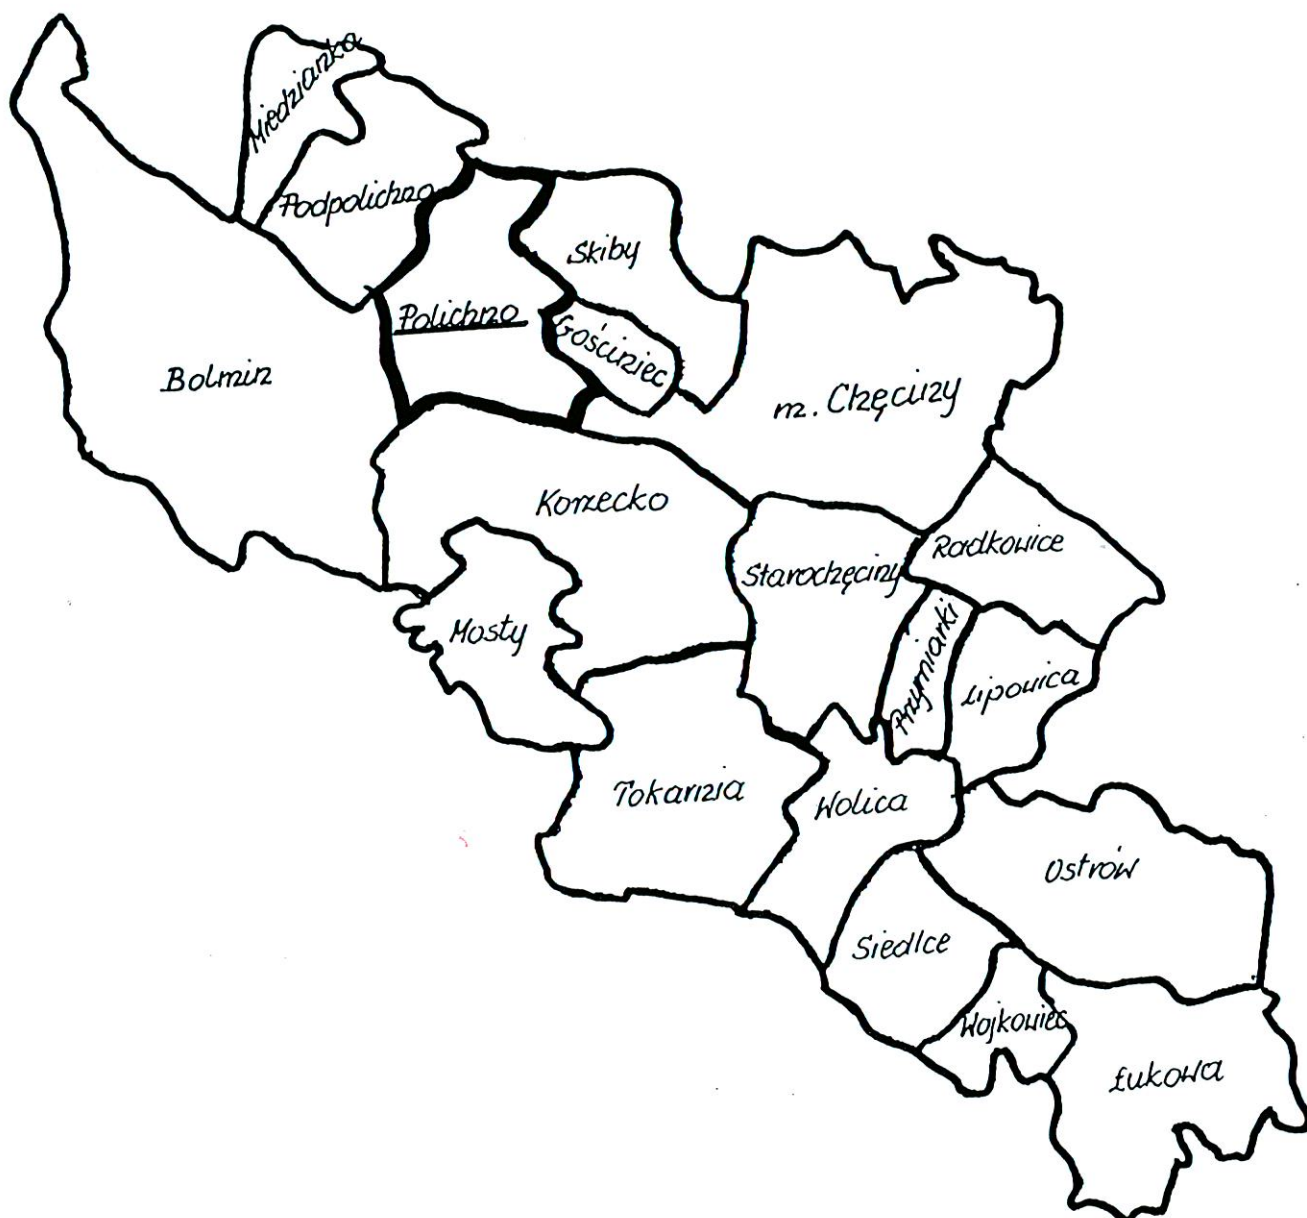 Miedzianka
Podpolichno
Skiby
Polichno
Gościniec
Bolmin
m. Chęciny
Korzecko
Radkowice
Starochęciny
Mosty
Przymiarki
Lipowica
Tokarnia
Wolica
Ostrów
Siedlce
Wojkowiec
Łukowa